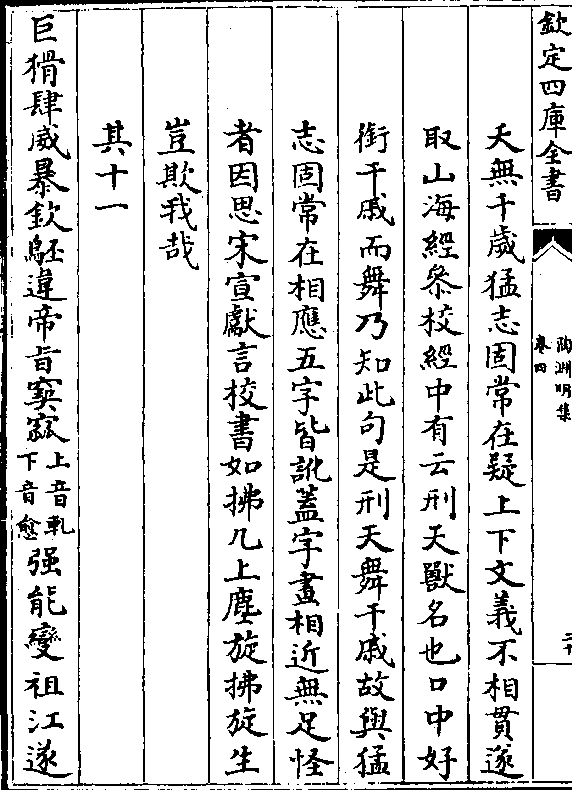 欽定四庫全書
陶淵明集
卷四
夭無千歲猛志固常在疑上下文義不相貫遂
取山海經叅校經中有云刑天獸名也口中好
銜干戚而舞乃知此句是刑天舞干戚故與猛
志固常在相應五字皆訛蓋字畫相近無足怪
者因思宋宣獻言校書如拂几上塵旋拂旋生
豈欺我哉
其十一
巨猾肆威暴欽䲹違帝旨窫窳上音軋下音愈强能變祖江遂